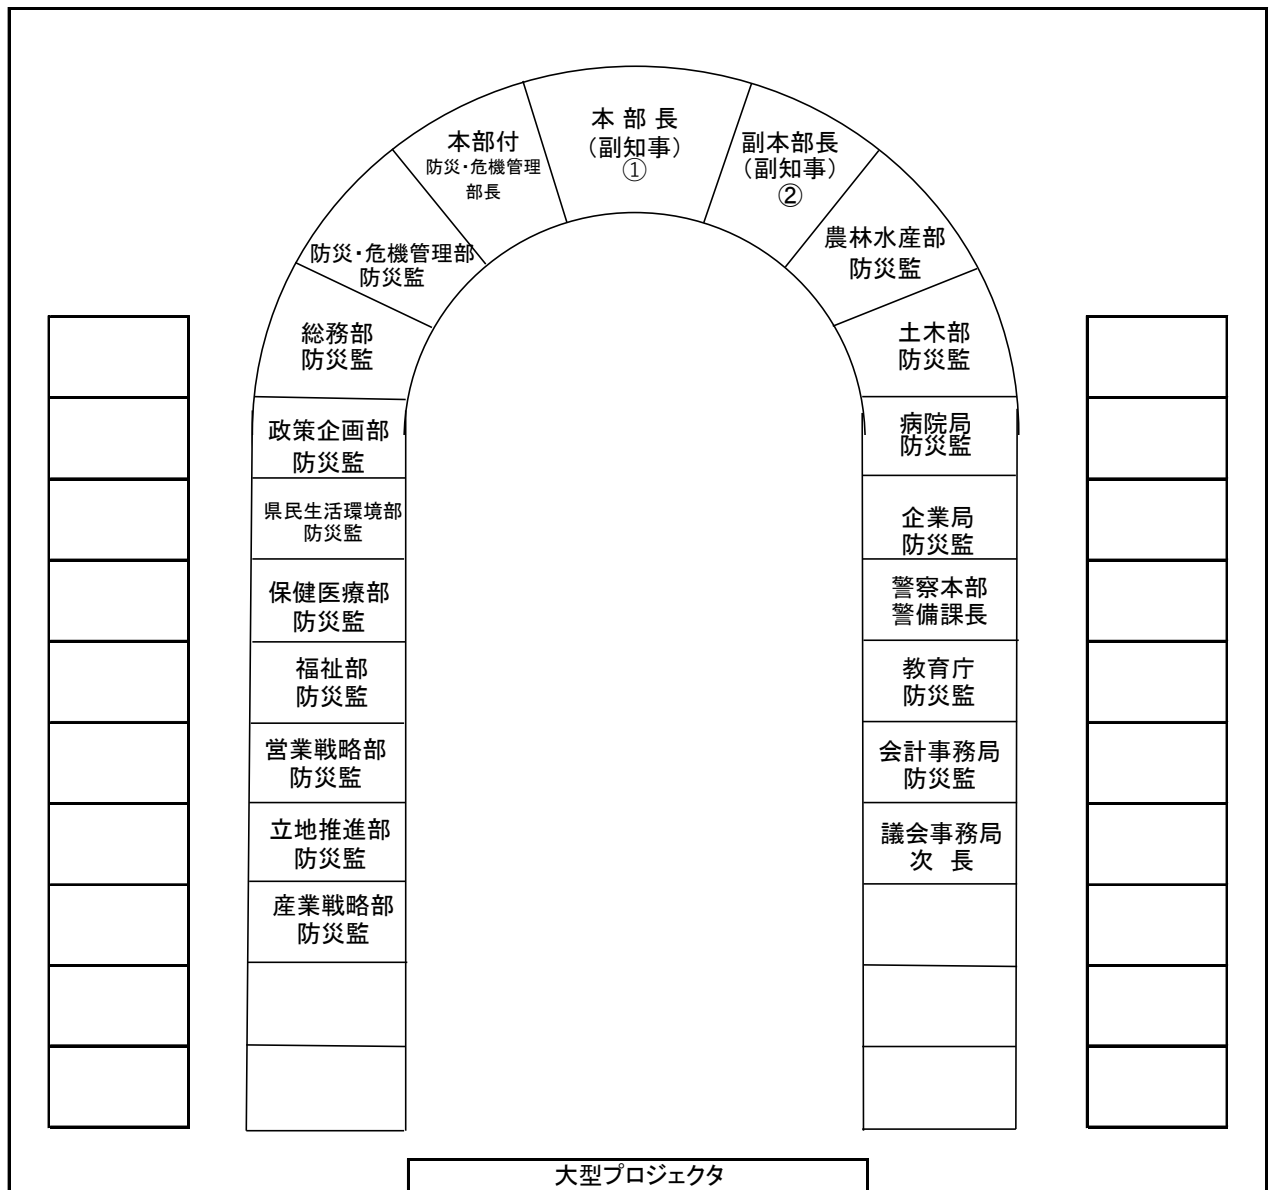 本 部 長
（副知事）
①
本部付
防災・危機管理
部長
副本部長
（副知事）
②
防災・危機管理部
防災監
農林水産部
防災監
総務部
防災監
土木部
防災監
政策企画部
防災監
病院局
防災監
県民生活環境部
防災監
企業局
防災監
保健医療部
防災監
警察本部
警備課長
福祉部
防災監
教育庁
防災監
営業戦略部
防災監
会計事務局
防災監
立地推進部
防災監
議会事務局
次 長
産業戦略部
防災監
大型プロジェクタ